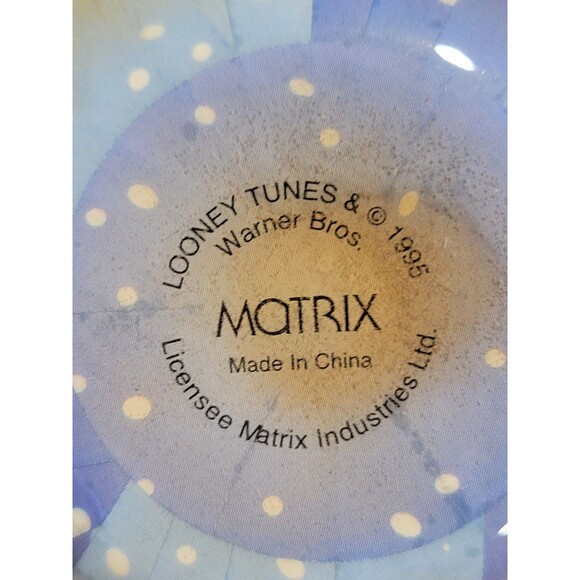 LOONEY TUNES & © 1995
Warner Bros.
MATRIX
Made In China
Licensee Matrix Industries Ltd.